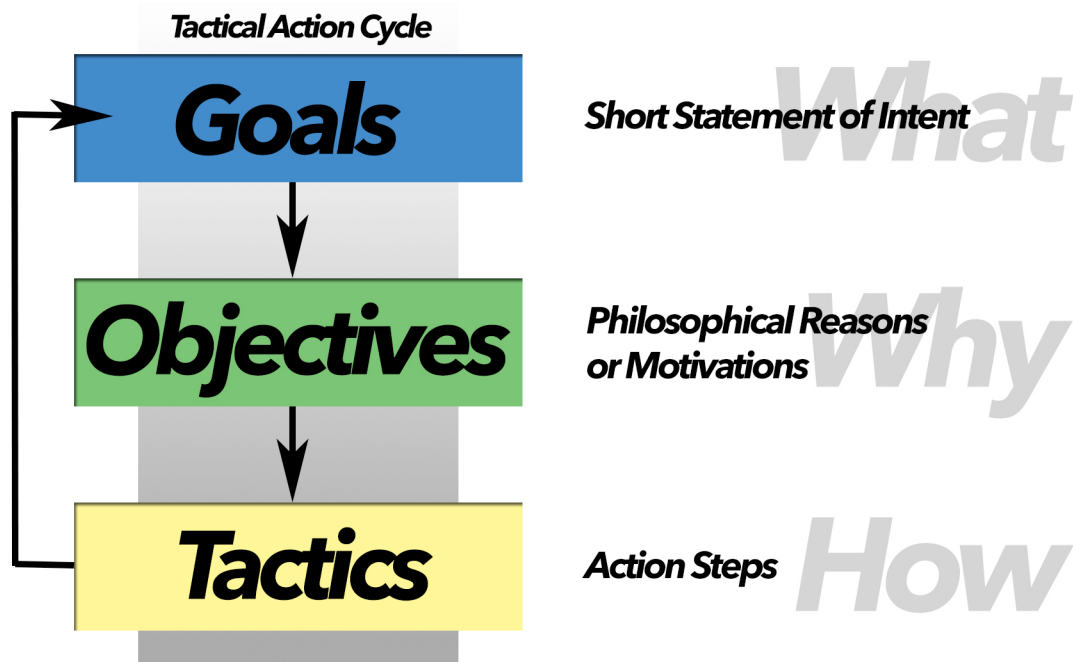 Tactical Action Cycle
Goals
Short Statement of Intent
What
Objectives
Philosophical Reasons
or Motivations
Why
Tactics
Action Steps
How